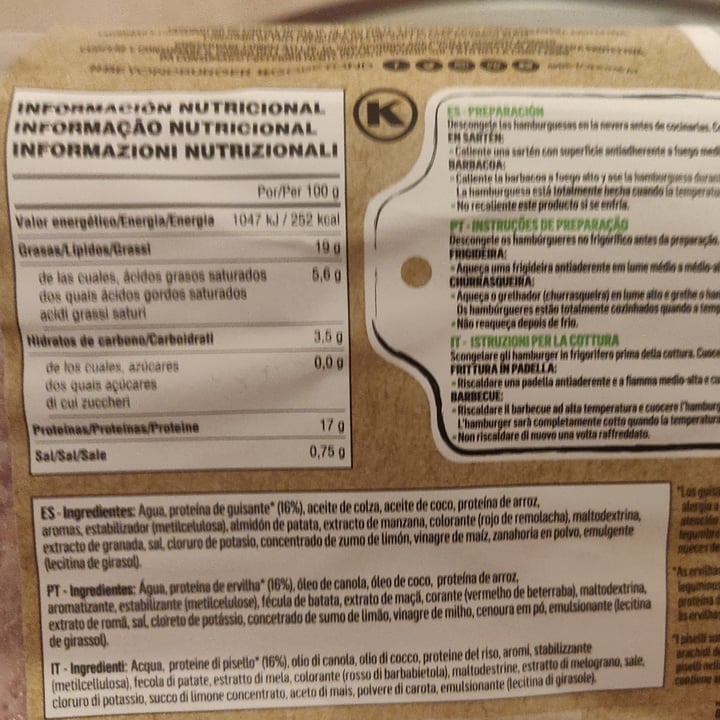 INFORMACIÓN NUTRICIONAL
INFORMAÇÃO NUTRICIONAL
INFORMAZIONI NUTRIZIONALI
Por/Per 100 g
Valor energético/Energia/Energia 1047 kJ / 252 kcal
Grasas/Lípidos/Grassi 19 g
de las cuales, ácidos grasos saturados 5,6 g
dos quais ácidos gordos saturados
acidi grassi saturi
Hidratos de carbono/Carboidrati 3,5 g
de los cuales, azúcares 0,0 g
dos quais açúcares
di cui zuccheri
Proteínas/Proteínas/Proteine 17 g
Sal/Sal/Sale 0,75 g
K
ES - PREPARACIÓN
Descongele las hamburguesas en la nevera antes de cocinarlas.
EN SARTÉN:
- Caliente una sartén con superficie antiadherente a fuego
BARBACOA:
- Caliente la barbacoa a fuego alto y ase la hamburguesa
La hamburguesa está totalmente hecha cuando la
- No recaliente este producto si se enfría.
PT - INSTRUÇÕES DE PREPARAÇÃO
Descongele os hambúrgueres no frigorífico antes da preparação.
FRIGIDEIRA:
- Aqueça uma frigideira antiaderente em lume médio a
CHURRASQUEIRA:
- Aqueça o grelhador (churrasqueira) en lume alto e grelhe o
Os hambúrgueres estão totalmente cozinhados quando a
- Não reaqueça depois de frio.
IT - ISTRUZIONI PER LA COTTURA
Scongelare gli hamburger in frigorifero prima della cottura.
FRITTURA IN PADELLA:
- Riscaldare una padella antiaderente e a fiamma medio-alta e
BARBECUE:
- Riscaldare il barbecue ad alta temperatura e cuocere
L'hamburger sarà completamente cotto quando la
- Non riscaldare di nuovo una volta raffreddato.
ES - Ingredientes: Agua, proteína de guisante* (16%), aceite de colza, aceite de coco, proteína de arroz,
aromas, estabilizador (metilcelulosa), almidón de patata, extracto de manzana, colorante (rojo de remolacha), maltodextrina,
extracto de granada, sal, cloruro de potasio, concentrado de zumo de limón, vinagre de maíz, zanahoria en polvo, emulgente
(lecitina de girasol).
PT - Ingredientes: Água, proteína de ervilha* (16%), óleo de canola, óleo de coco, proteína de arroz,
aromatizante, estabilizante (metilcelulose), fécula de batata, extrato de maçã, corante (vermelho de beterraba), maltodextrina,
extrato de romã, sal, cloreto de potássio, concetrado de sumo de limão, vinagre de milho, cenoura em pó, emulsionante (lecitina
de girassol).
IT - Ingredienti: Acqua, proteine di pisello* (16%), olio di canola, olio di cocco, proteine del riso, aromi, stabilizzante
(metilcellulosa), fecola di patate, estratto di mela, colorante (rosso di barbabietola), maltodestrine, estratto di melograno, sale,
cloruro di potassio, succo di limone concentrato, aceto di mais, polvere di carota, emulsionante (lecitina di girasole).